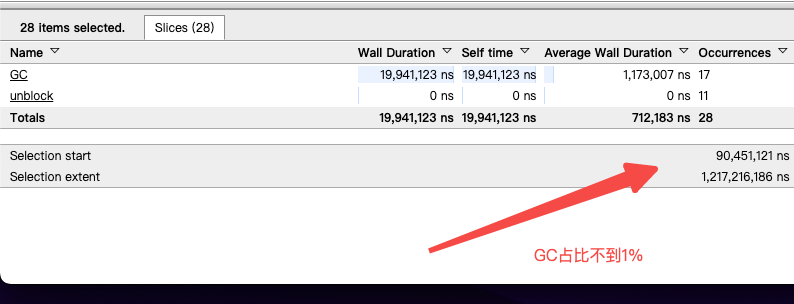 28 items selected. Slices (28)
Name Wall Duration Self time Average Wall Duration Occurrences
GC 19,941,123 ns 19,941,123 ns 1,173,007 ns 17
unblock 0 ns 0 ns 0 ns 11
Totals 19,941,123 ns 19,941,123 ns 712,183 ns 28
Selection start 90,451,121 ns
Selection extent 1,217,216,186 ns
GC占比不到1%